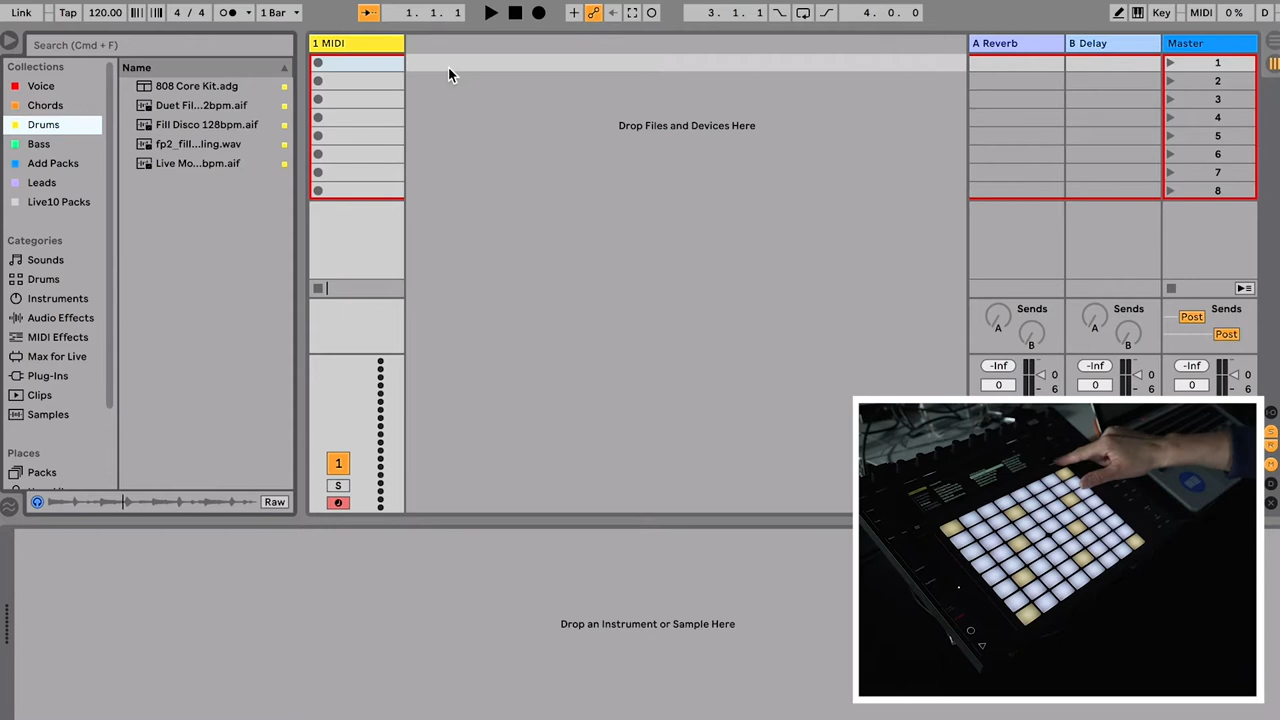 Link Tap 120.00 4 / 4 1 Bar 1. 1. 1 3. 1. 1 4. 0. 0 Key MIDI 0 % D
Search (Cmd + F)
Collections
Voice
Chords
Drums
Bass
Add Packs
Leads
Live10 Packs
Categories
Sounds
Drums
Instruments
Audio Effects
MIDI Effects
Max for Live
Plug-Ins
Clips
Samples
Places
Packs
Name
808 Core Kit.adg
Duet Fil...2bpm.aif
Fill Disco 128bpm.aif
fp2_fill...ling.wav
Live Mo...bpm.aif
Raw
1 MIDI
1
S
Drop Files and Devices Here
A Reverb B Delay Master
1
2
3
4
5
6
7
8
Sends Sends Sends
A A Post
B B Post
-Inf -Inf -Inf
0 0 0 0 0 0
6 6 6
Drop an Instrument or Sample Here